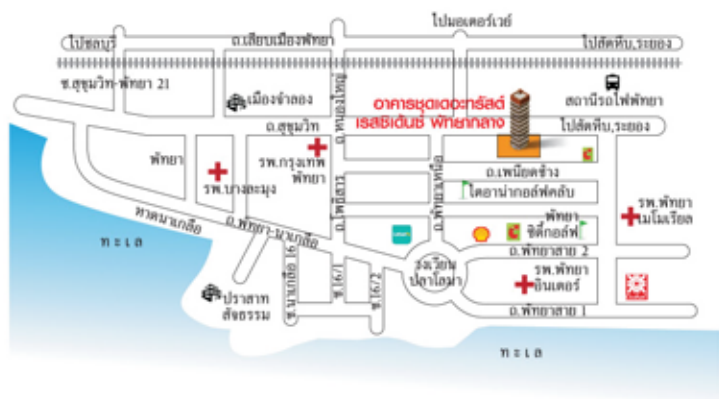 ไปมอเตอร์เวย์
ไปชลบุรี
ถ.เลียบเมืองพัทยา
ไปสัตหีบ,ระยอง
ซ.สุขุมวิท-พัทยา 21
เมืองจำลอง
ถ.หนองใหญ่
อาคารชุดเดอะทรัสต์
เรสซิเด้นซ์ พัทยากลาง
สถานีรถไฟพัทยา
ถ.สุขุมวิท
ไปสัตหีบ,ระยอง
พัทยา
รพ.บางละมุง
รพ.กรุงเทพ
พัทยา
ถ.โพธิสาร
ถ.พัทยาเหนือ
ถ.เพนียดช้าง
ไดอาน่ากอล์ฟคลับ
รพ.พัทยา
เมโมเรียล
หาดนาเกลือ
ถ.พัทยา-นาเกลือ
พัทยา
ซิตี้กอล์ฟ
ทะเล
ถ.พัทยาสาย 2
วงเวียน
ปลาโลมา
รพ.พัทยา
อินเตอร์
ปราสาท
สัจธรรม
ซ.นาเกลือ 16
ซ.16/1
ซ.16/2
ถ.พัทยาสาย 1
ทะเล